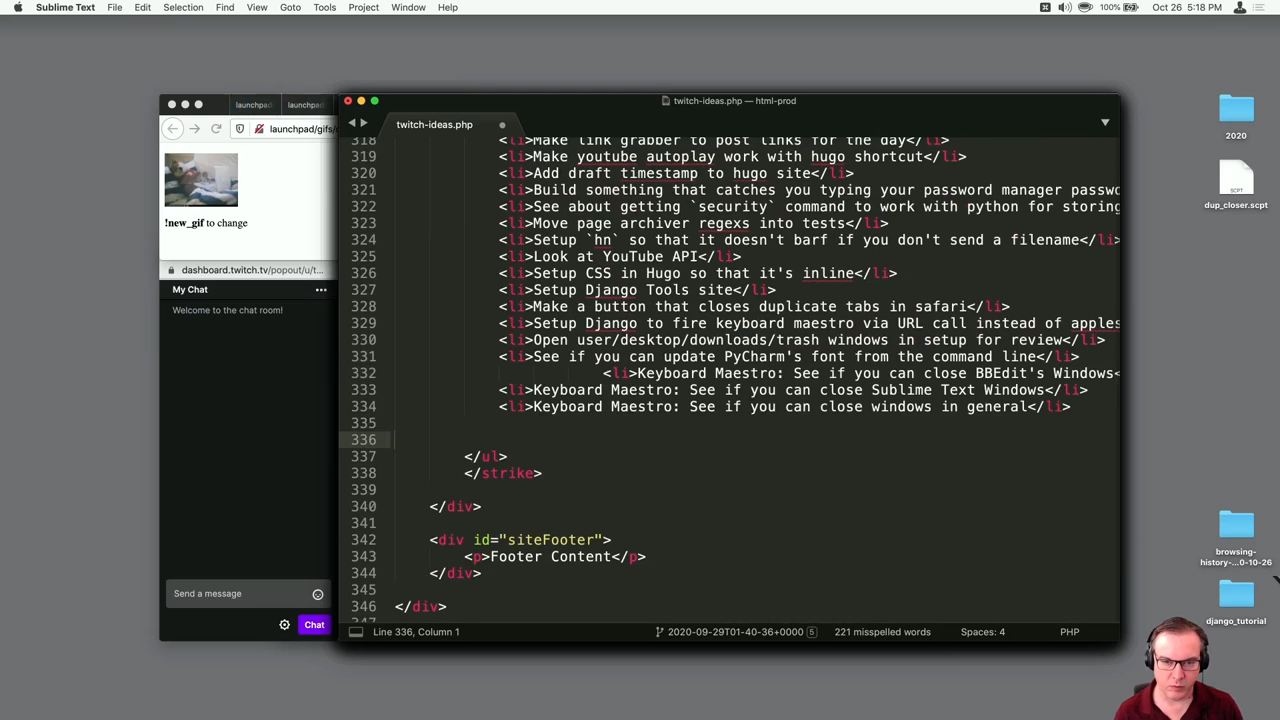 Sublime Text File Edit Selection Find View Goto Tools Project Window Help 100% Oct 26 5:18 PM
launchpad launchpad
launchpad/gifs/
!new_gif to change
dashboard.twitch.tv/popout/u/t...
My Chat
Welcome to the chat room!
Send a message
Chat
twitch-ideas.php — html-prod
twitch-ideas.php
318 <li>Make link grabber to post links for the day</li>
319 <li>Make youtube autoplay work with hugo shortcut</li>
320 <li>Add draft timestamp to hugo site</li>
321 <li>Build something that catches you typing your password manager passwo
322 <li>See about getting `security` command to work with python for storing
323 <li>Move page archiver regexs into tests</li>
324 <li>Setup `hn` so that it doesn't barf if you don't send a filename</li>
325 <li>Look at YouTube API</li>
326 <li>Setup CSS in Hugo so that it's inline</li>
327 <li>Setup Django Tools site</li>
328 <li>Make a button that closes duplicate tabs in safari</li>
329 <li>Setup Django to fire keyboard maestro via URL call instead of apples
330 <li>Open user/desktop/downloads/trash windows in setup for review</li>
331 <li>See if you can update PyCharm's font from the command line</li>
332 <li>Keyboard Maestro: See if you can close BBEdit's Windows<
333 <li>Keyboard Maestro: See if you can close Sublime Text Windows</li>
334 <li>Keyboard Maestro: See if you can close windows in general</li>
335
336
337 </ul>
338 </strike>
339
340 </div>
341
342 <div id="siteFooter">
343 <p>Footer Content</p>
344 </div>
345
346 </div>
Line 336, Column 1 2020-09-29T01-40-36+0000 5 221 misspelled words Spaces: 4 PHP
2020
SCPT
dup_closer.scpt
browsing-
history-...0-10-26
django_tutorial